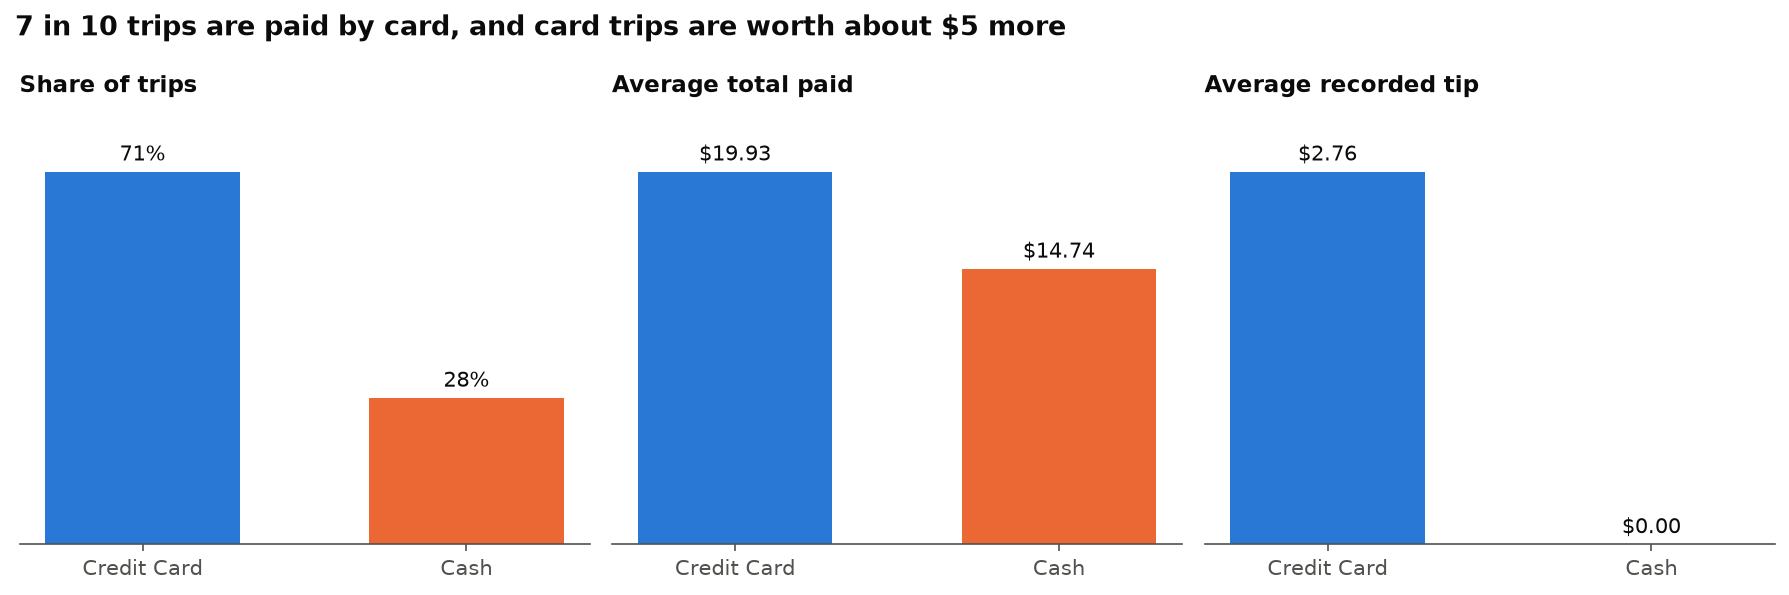 7 in 10 trips are paid by card, and card trips are worth about $5 more
Share of trips
71%
28%
Credit Card
Cash
Average total paid
$19.93
$14.74
Credit Card
Cash
Average recorded tip
$2.76
$0.00
Credit Card
Cash